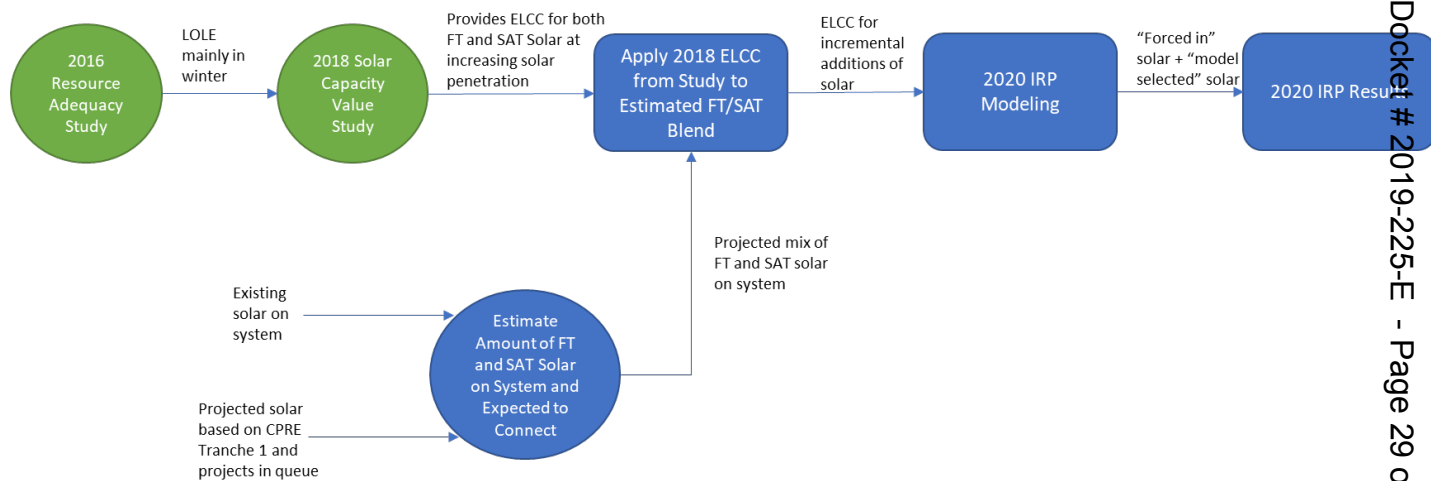 2016
Resource
Adequacy
Study
LOLE
mainly in
winter
2018 Solar
Capacity
Value
Study
Provides ELCC for both
FT and SAT Solar at
increasing solar
penetration
Apply 2018 ELCC
from Study to
Estimated FT/SAT
Blend
ELCC for
incremental
additions of
solar
2020 IRP
Modeling
“Forced in”
solar + “model
selected” solar
2020 IRP Results
Projected mix of
FT and SAT solar
on system
Existing
solar on
system
Estimate
Amount of FT
and SAT Solar
on System and
Expected to
Connect
Projected solar
based on CPRE
Tranche 1 and
projects in queue
Docket # 2019-225-E - Page 29 o